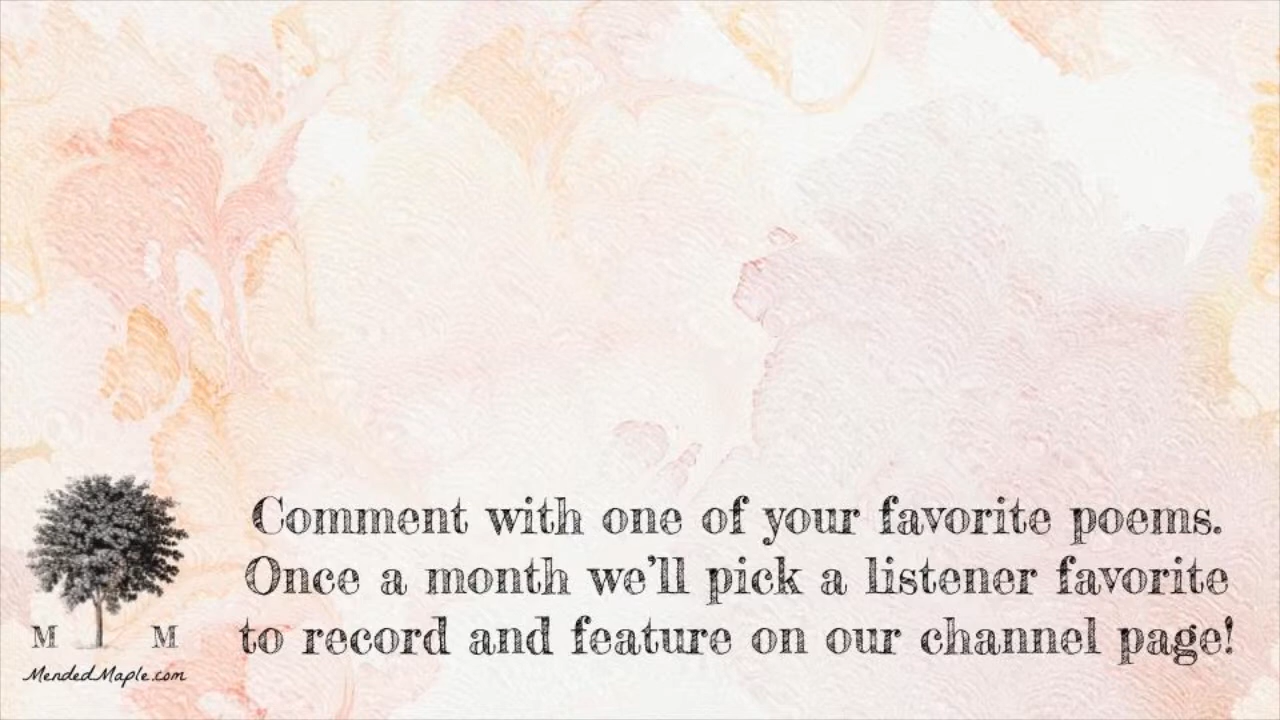 Comment with one of your favorite poems.
Once a month we'll pick a listener favorite
to record and feature on our channel page!
M M
MendedMaple.com